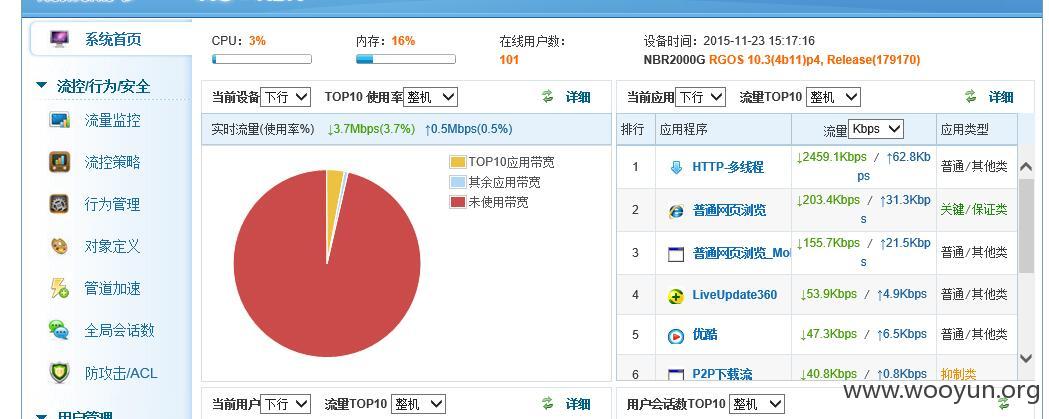 系统首页
CPU: 3%
内存: 16%
在线用户数:
101
设备时间: 2015-11-23 15:17:16
NBR2000G RGOS 10.3(4b11)p4, Release(179170)
流控/行为/安全
流量监控
流控策略
行为管理
对象定义
管道加速
全局会话数
防攻击/ACL
用户管理
当前设备 下行 TOP10 使用率 整机 详细
实时流量(使用率%) ↓3.7Mbps(3.7%) ↑0.5Mbps(0.5%)
TOP10应用带宽
其余应用带宽
未使用带宽
当前应用 下行 流量TOP10 整机 详细
排行 应用程序 流量 Kbps 应用类型
1 HTTP-多线程 ↓2459.1Kbps / ↑62.8Kb
ps 普通/其他类
2 普通网页浏览 ↓203.4Kbps / ↑31.3Kbp
s 关键/保证类
3 普通网页浏览_Mo ↓155.7Kbps / ↑21.5Kbp
s 普通/其他类
4 LiveUpdate360 ↓53.9Kbps / ↑4.9Kbps 普通/其他类
5 优酷 ↓47.3Kbps / ↑6.5Kbps 普通/其他类
6 P2P下载流 ↓40.8Kbps / ↑0.8Kbps 抑制类
当前用户 下行 流量TOP10 整机 详细
用户会话数TOP10 整机
www.wooyun.org